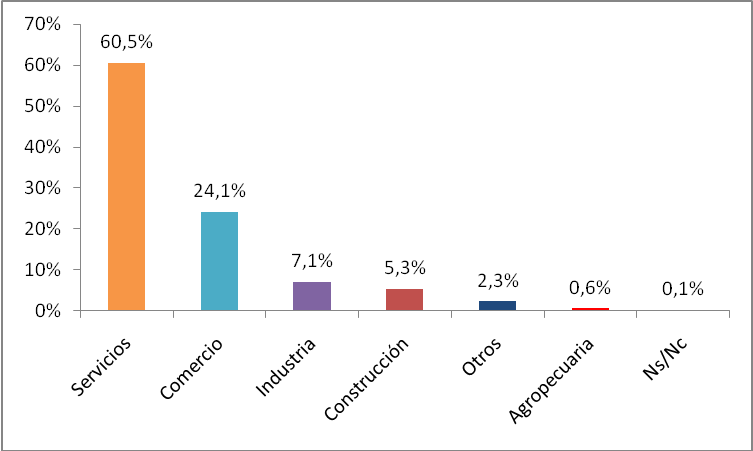 70%
60%
50%
40%
30%
20%
10%
0%
60,5%
24,1%
7,1%
5,3%
2,3%
0,6%
0,1%
Servicios
Comercio
Industria
Construcción
Otros
Agropecuaria
Ns/Nc